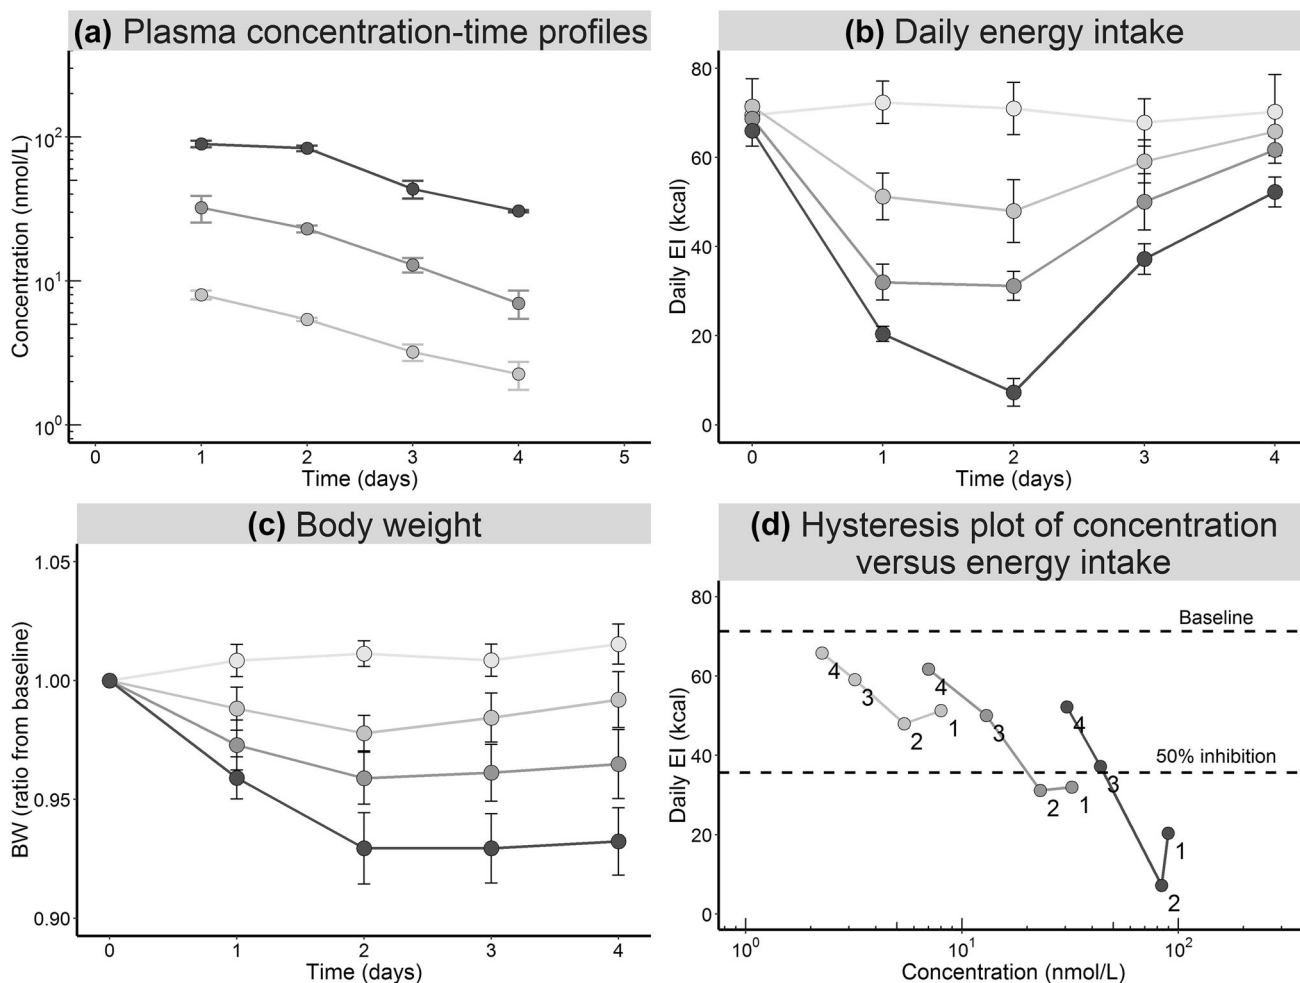 (a) Plasma concentration-time profiles
Concentration (nmol/L)
10²
10¹
10⁰
0 1 2 3 4 5
Time (days)
(b) Daily energy intake
Daily EI (kcal)
80
60
40
20
0
0 1 2 3 4
Time (days)
(c) Body weight
BW (ratio from baseline)
1.05
1.00
0.95
0.90
0 1 2 3 4
Time (days)
(d) Hysteresis plot of concentration
versus energy intake
Daily EI (kcal)
80
60
40
20
0
Baseline
50% inhibition
4 3 2 1
4 3 2 1
4 3 2 1
10⁰ 10¹ 10²
Concentration (nmol/L)